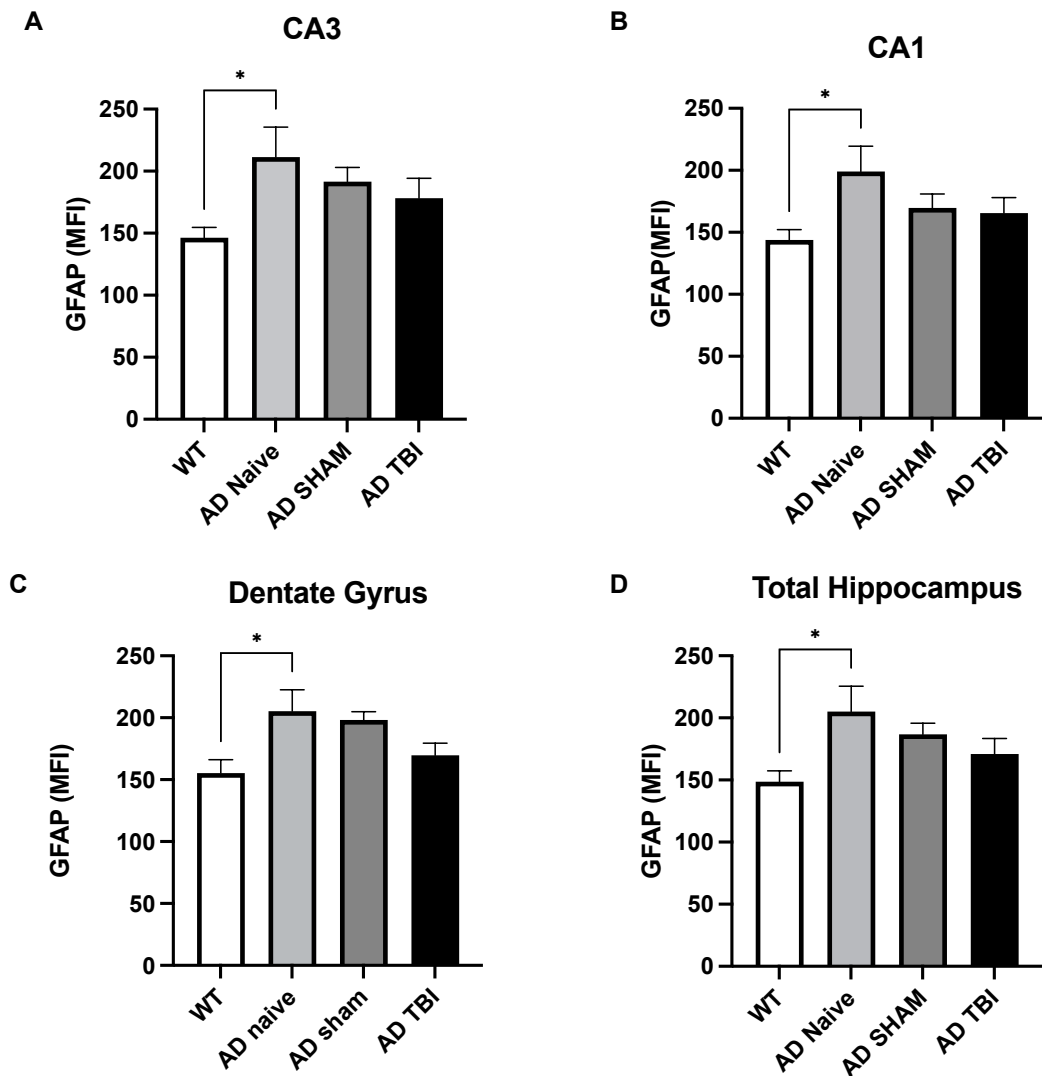 A
CA3
*
GFAP (MFI)
250
200
150
100
50
0
WT
AD Naive
AD SHAM
AD TBI
B
CA1
*
GFAP(MFI)
250
200
150
100
50
0
WT
AD Naive
AD SHAM
AD TBI
C
Dentate Gyrus
*
GFAP (MFI)
250
200
150
100
50
0
WT
AD naive
AD sham
AD TBI
D
Total Hippocampus
*
GFAP (MFI)
250
200
150
100
50
0
WT
AD Naive
AD SHAM
AD TBI